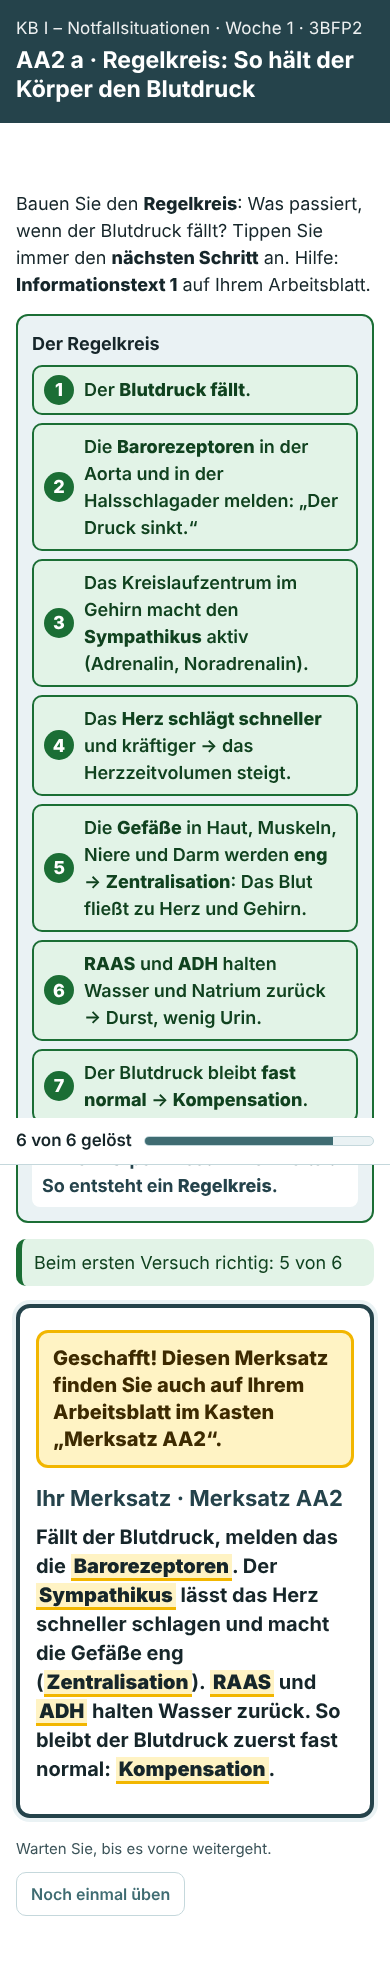 KB I – Notfallsituationen · Woche 1 · 3BFP2
AA2 a · Regelkreis: So hält der
Körper den Blutdruck
Bauen Sie den Regelkreis: Was passiert,
wenn der Blutdruck fällt? Tippen Sie
immer den nächsten Schritt an. Hilfe:
Informationstext 1 auf Ihrem Arbeitsblatt.
Der Regelkreis
1 Der Blutdruck fällt.
2 Die Barorezeptoren in der
Aorta und in der
Halsschlagader melden: „Der
Druck sinkt.“
3 Das Kreislaufzentrum im
Gehirn macht den
Sympathikus aktiv
(Adrenalin, Noradrenalin).
4 Das Herz schlägt schneller
und kräftiger → das
Herzzeitvolumen steigt.
5 Die Gefäße in Haut, Muskeln,
Niere und Darm werden eng
→ Zentralisation: Das Blut
fließt zu Herz und Gehirn.
6 RAAS und ADH halten
Wasser und Natrium zurück
→ Durst, wenig Urin.
7 Der Blutdruck bleibt fast
normal → Kompensation.
6 von 6 gelöst
So entsteht ein Regelkreis.
Beim ersten Versuch richtig: 5 von 6
Geschafft! Diesen Merksatz
finden Sie auch auf Ihrem
Arbeitsblatt im Kasten
„Merksatz AA2“.
Ihr Merksatz · Merksatz AA2
Fällt der Blutdruck, melden das
die Barorezeptoren. Der
Sympathikus lässt das Herz
schneller schlagen und macht
die Gefäße eng
(Zentralisation). RAAS und
ADH halten Wasser zurück. So
bleibt der Blutdruck zuerst fast
normal: Kompensation.
Warten Sie, bis es vorne weitergeht.
Noch einmal üben